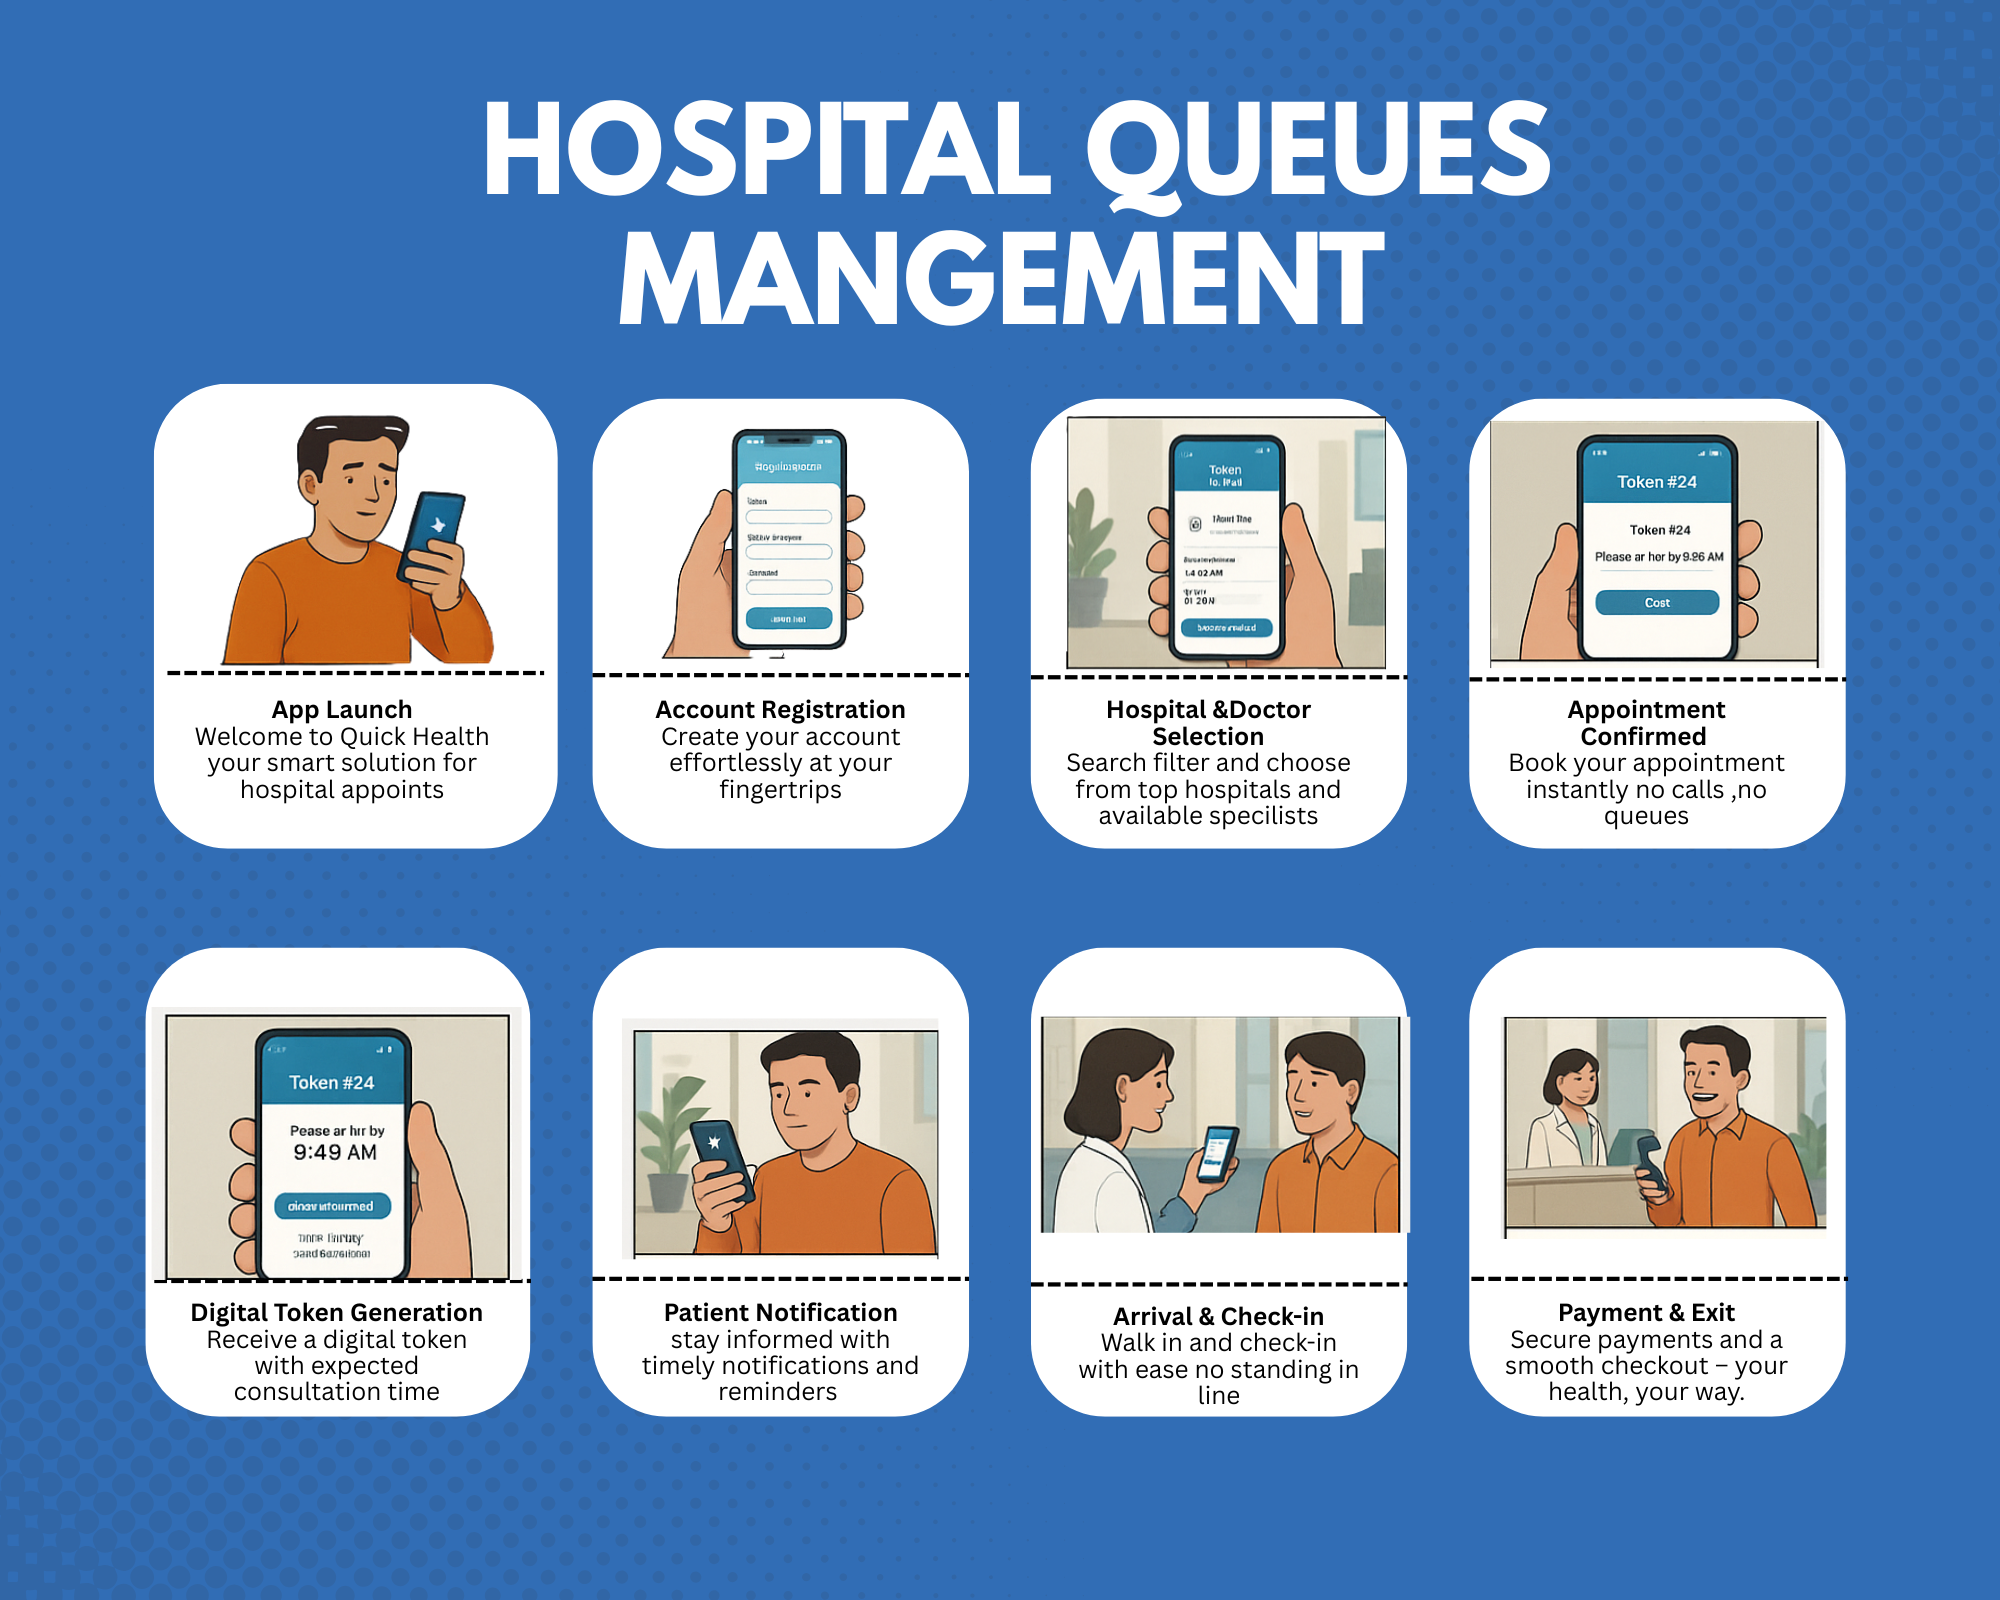 HOSPITAL QUEUES
MANGEMENT
App Launch
Welcome to Quick Health
your smart solution for
hospital appoints
Account Registration
Create your account
effortlessly at your
fingertrips
Token
1.4 02 AM
Hospital &Doctor
Selection
Search filter and choose
from top hospitals and
available specilists
Token #24
Token #24
Please ar hor by 9:26 AM
Cost
Appointment
Confirmed
Book your appointment
instantly no calls ,no
queues
Token #24
Pease ar hır by
9:49 AM
Digital Token Generation
Receive a digital token
with expected
consultation time
Patient Notification
stay informed with
timely notifications and
reminders
Arrival & Check-in
Walk in and check-in
with ease no standing in
line
Payment & Exit
Secure payments and a
smooth checkout – your
health, your way.